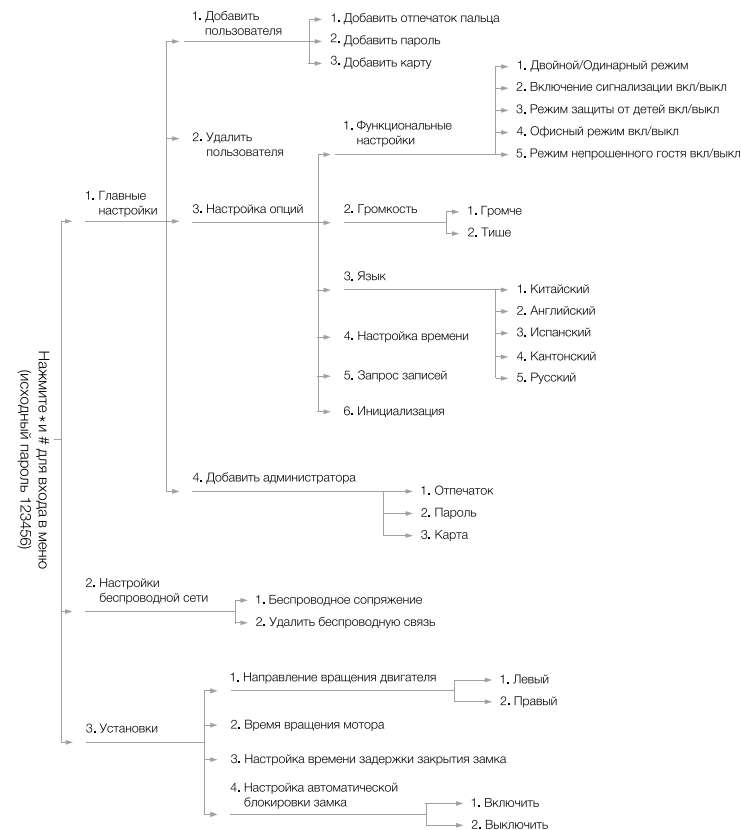 Нажмите * и # для входа в меню
(исходный пароль 123456)
1. Главные
настройки
1. Добавить
пользователя
1. Добавить отпечаток пальца
2. Добавить пароль
3. Добавить карту
2. Удалить
пользователя
3. Настройка опций
1. Функциональные
настройки
1. Двойной/Одинарный режим
2. Включение сигнализации вкл/выкл
3. Режим защиты от детей вкл/выкл
4. Офисный режим вкл/выкл
5. Режим непрошенного гостя вкл/выкл
2. Громкость
1. Громче
2. Тише
3. Язык
1. Китайский
2. Английский
3. Испанский
4. Кантонский
5. Русский
4. Настройка времени
5. Запрос записей
6. Инициализация
4. Добавить администратора
1. Отпечаток
2. Пароль
3. Карта
2. Настройки
беспроводной сети
1. Беспроводное сопряжение
2. Удалить беспроводную связь
3. Установки
1. Направление вращения двигателя
1. Левый
2. Правый
2. Время вращения мотора
3. Настройка времени задержки закрытия замка
4. Настройка автоматической
блокировки замка
1. Включить
2. Выключить